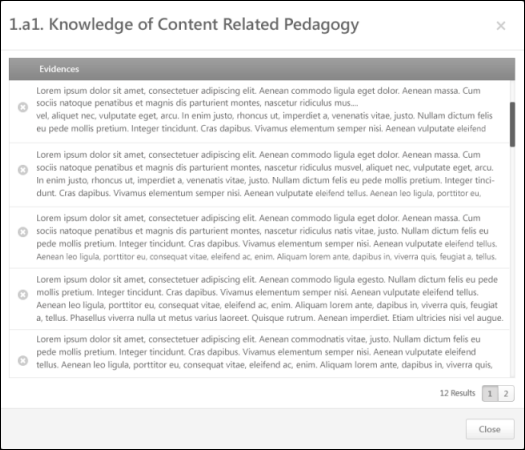 1.a1. Knowledge of Content Related Pedagogy
Evidences
Lorem ipsum dolor sit amet, consectetuer adipiscing elit. Aenean commodo ligula eget dolor. Aenean massa. Cum
sociis natoque penatibus et magnis dis parturient montes, nascetur ridiculus mus....
vel, aliquet nec, vulputate eget, arcu. In enim justo, rhoncus ut, imperdiet a, venenatis vitae, justo. Nullam dictum felis
eu pede mollis pretium. Integer tincidunt. Cras dapibus. Vivamus elementum semper nisi. Aenean vulputate eleifend
Lorem ipsum dolor sit amet, consectetuer adipiscing elit. Aenean commodo ligula eget dolor. Aenean massa. Cum
sociis natoque penatibus et magnis dis parturient montes, nascetur ridiculus musvel, aliquet nec, vulputate eget, arcu.
In enim justo, rhoncus ut, imperdiet a, venenatis vitae, justo. Nullam dictum felis eu pede mollis pretium. Integer tinci-
dunt. Cras dapibus. Vivamus elementum semper nisi. Aenean vulputate eleifend tellus. Aenean leo ligula, porttitor eu,
Lorem ipsum dolor sit amet, consectetuer adipiscing elit. Aenean commodo ligula eget dolor. Aenean massa. Cum
sociis natoque penatibus et magnis dis parturient montes, nascetur ridiculus natis vitae, justo. Nullam dictum felis eu
pede mollis pretium. Integer tincidunt. Cras dapibus. Vivamus elementum semper nisi. Aenean vulputate eleifend tellus.
Aenean leo ligula, porttitor eu, consequat vitae, eleifend ac, enim. Aliquam lorem ante, dapibus in, viverra quis, feugiat a, tellus.
Lorem ipsum dolor sit amet, consectetuer adipiscing elit. Aenean commodo ligula egesto. Nullam dictum felis eu pede
mollis pretium. Integer tincidunt. Cras dapibus. Vivamus elementum semper nisi. Aenean vulputate eleifend tellus.
Aenean leo ligula, porttitor eu, consequat vitae, eleifend ac, enim. Aliquam lorem ante, dapibus in, viverra quis, feugiat
a, tellus. Phasellus viverra nulla ut metus varius laoreet. Quisque rutrum. Aenean imperdiet. Etiam ultricies nisi vel augue.
Lorem ipsum dolor sit amet, consectetuer adipiscing elit. Aenean commodnatis vitae, justo. Nullam dictum felis eu
pede mollis pretium. Integer tincidunt. Cras dapibus. Vivamus elementum semper nisi. Aenean vulputate eleifend
tellus. Aenean leo ligula, porttitor eu, consequat vitae, eleifend ac, enim. Aliquam lorem ante, dapibus in, viverra quis,
12 Results 1 2
Close